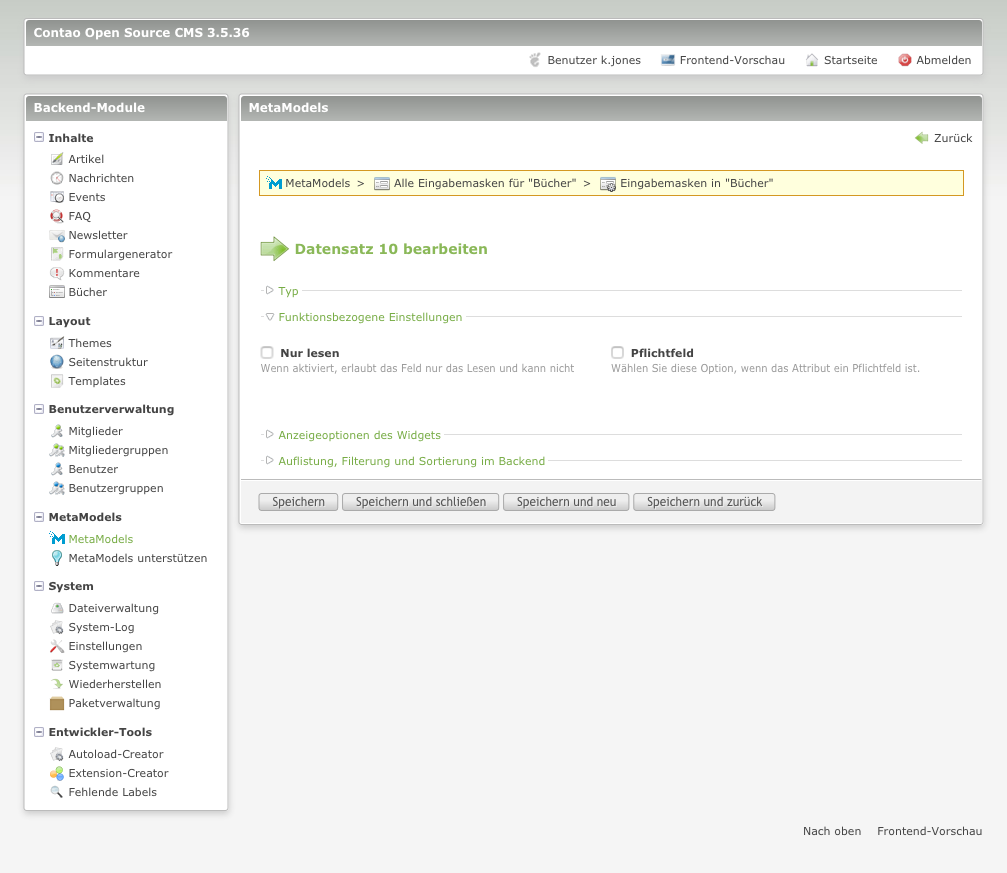 Contao Open Source CMS 3.5.36
Benutzer k.jones Frontend-Vorschau Startseite Abmelden
Backend-Module
Inhalte
Artikel
Nachrichten
Events
FAQ
Newsletter
Formulargenerator
Kommentare
Bücher
Layout
Themes
Seitenstruktur
Templates
Benutzerverwaltung
Mitglieder
Mitgliedergruppen
Benutzer
Benutzergruppen
MetaModels
MetaModels
MetaModels unterstützen
System
Dateiverwaltung
System-Log
Einstellungen
Systemwartung
Wiederherstellen
Paketverwaltung
Entwickler-Tools
Autoload-Creator
Extension-Creator
Fehlende Labels
MetaModels
Zurück
MetaModels > Alle Eingabemasken für "Bücher" > Eingabemasken in "Bücher"
Datensatz 10 bearbeiten
Typ
Funktionsbezogene Einstellungen
Nur lesen
Wenn aktiviert, erlaubt das Feld nur das Lesen und kann nicht
Pflichtfeld
Wählen Sie diese Option, wenn das Attribut ein Pflichtfeld ist.
Anzeigeoptionen des Widgets
Auflistung, Filterung und Sortierung im Backend
Speichern Speichern und schließen Speichern und neu Speichern und zurück
Nach oben Frontend-Vorschau